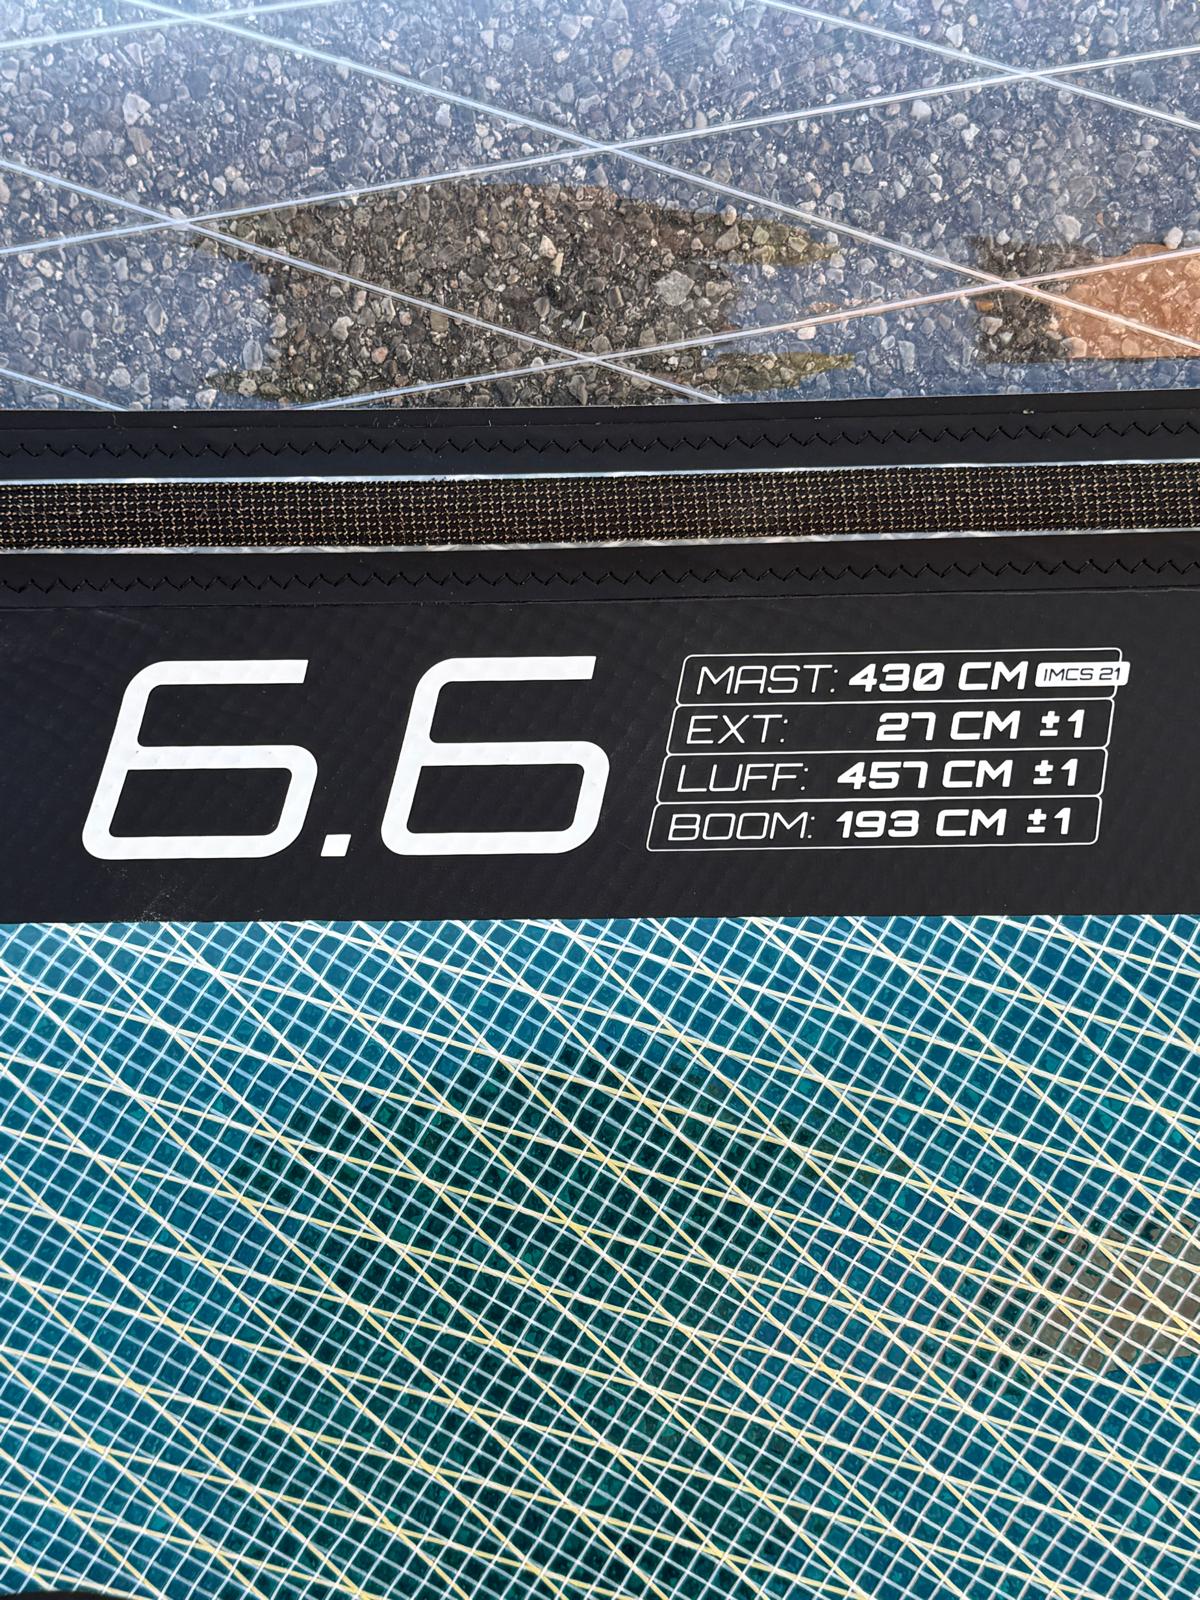 6.6
MAST: 430 CM IMCS 21
EXT: 27 CM ±1
LUFF: 457 CM ±1
BOOM: 193 CM ±1